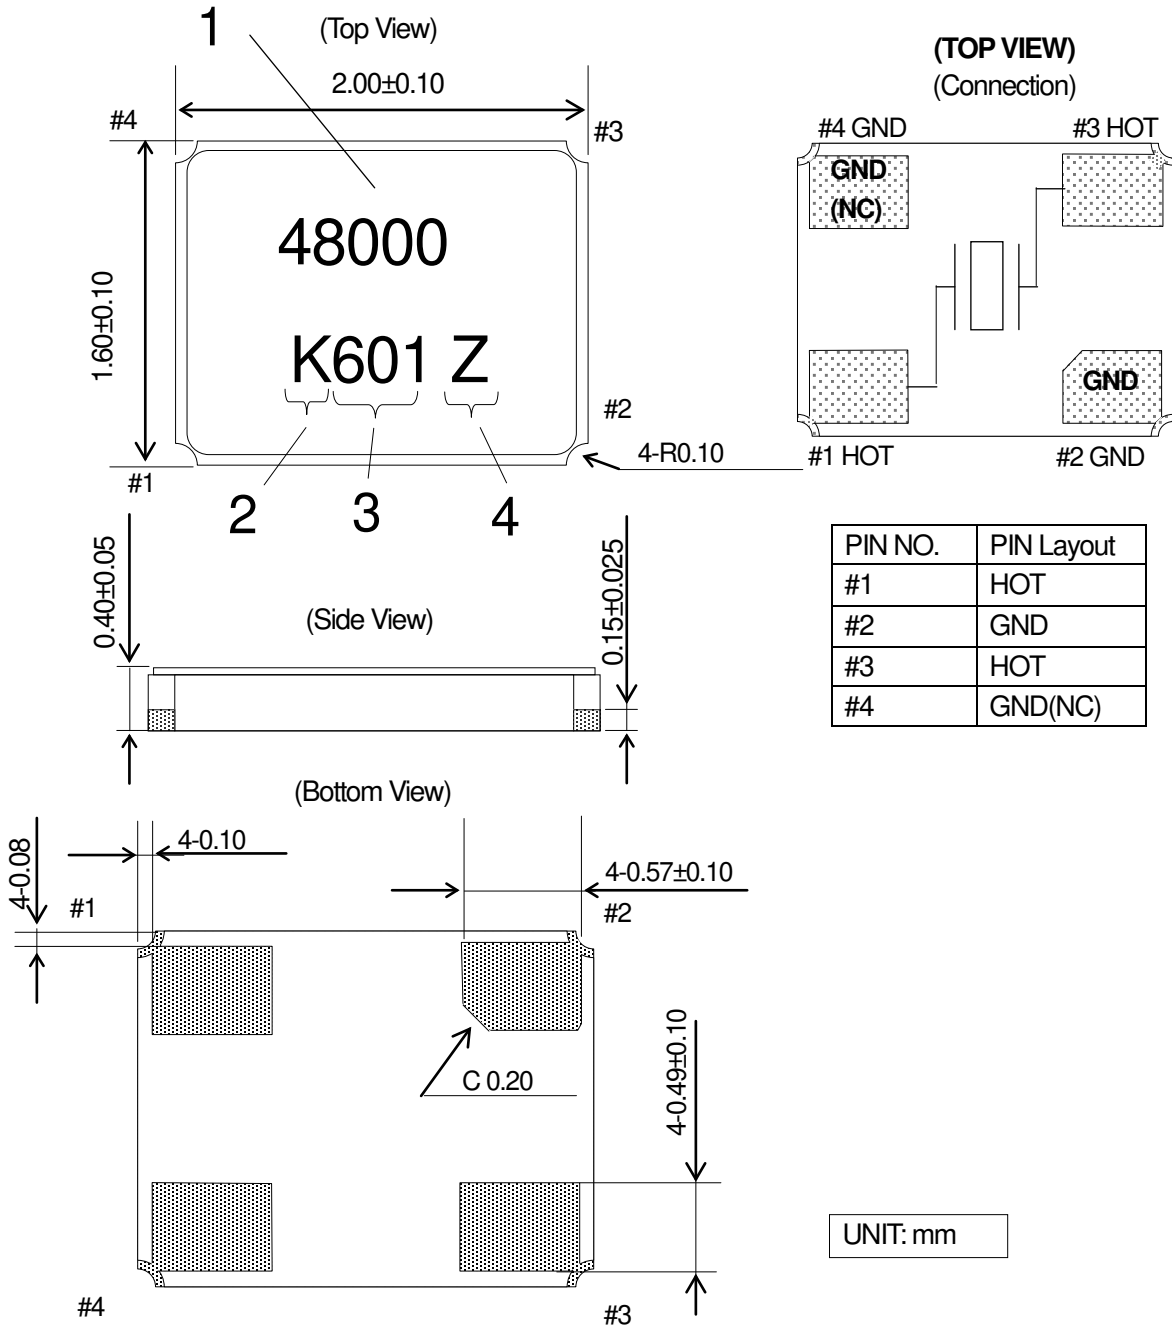 1
(Top View)
2.00±0.10
#4
#3
1.60±0.10
48000
K601 Z
#2
4-R0.10
#1
2
3
4
(TOP VIEW)
(Connection)
#4 GND
#3 HOT
GND
(NC)
GND
#1 HOT
#2 GND
PIN NO. PIN Layout
#1 HOT
#2 GND
#3 HOT
#4 GND(NC)
0.40±0.05
(Side View)
0.15±0.025
(Bottom View)
4-0.08
4-0.10
4-0.57±0.10
#1
#2
C 0.20
4-0.49±0.10
UNIT: mm
#4
#3